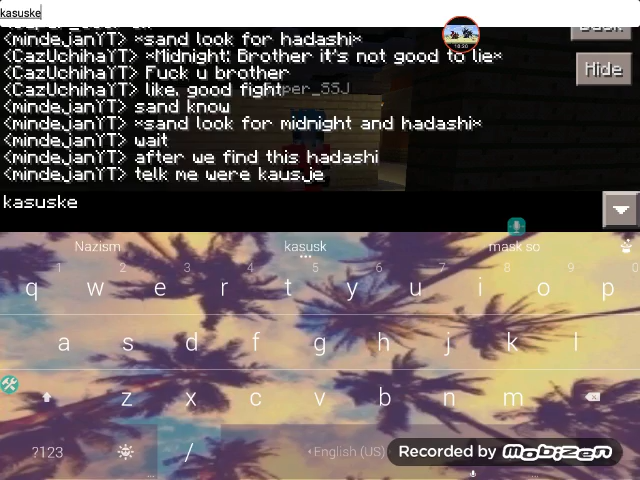 kasuske
Back
<mindejanYT> *sand look for hadashi*
<CazUchihaYT> *Midnight: Brother it's not good to lie*
<CazUchihaYT> Fuck u brother
<CazUchihaYT> like. good fight
per_SSJ
<mindejanYT> sand know
<mindejanYT> *sand look for midnight and hadashi*
<mindejanYT> wait
<mindejanYT> after we find this hadashi
<mindejanYT> telk me were kausje
Hide
kasuske
Nazism kasusk mask so
1 2 3 4 5 6 7 8 9 0
q w e r t y u i o p
a s d f g h j k l
z x c v b n m
?123 / English (US)
Recorded by Mobizen